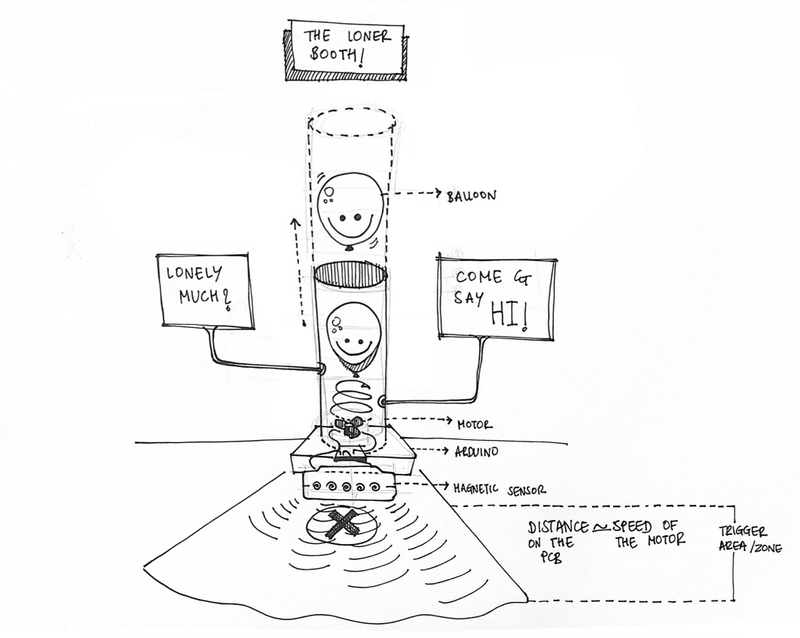 THE LONER
BOOTH!
BALLOON
LONELY
MUCH?
COME &
SAY
HI!
MOTOR
ARDUINO
MAGNETIC SENSOR
DISTANCE ~ SPEED OF
ON THE THE MOTOR
PCB
TRIGGER
AREA/ZONE